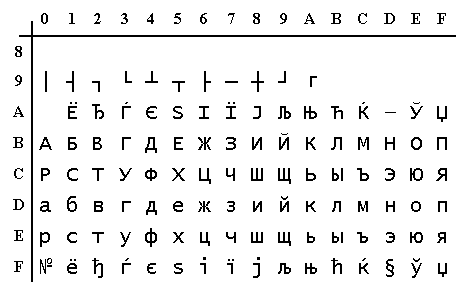 0 1 2 3 4 5 6 7 8 9 A B C D E F
8
9 │ ┤ ┐ └ ┴ ┬ ├ ─ ┼ ┘ ┌
A Ё Ђ Ѓ Є Ѕ І Ї Ј Љ Њ Ћ Ќ – Ў Џ
B А Б В Г Д Е Ж З И Й К Л М Н О П
C Р С Т У Ф Х Ц Ч Ш Щ Ь Ы Ъ Э Ю Я
D а б в г д е ж з и й к л м н о п
E р с т у ф х ц ч ш щ ь ы ъ э ю я
F № ё ђ ѓ є ѕ і ї ј љ њ ћ ќ § ў џ